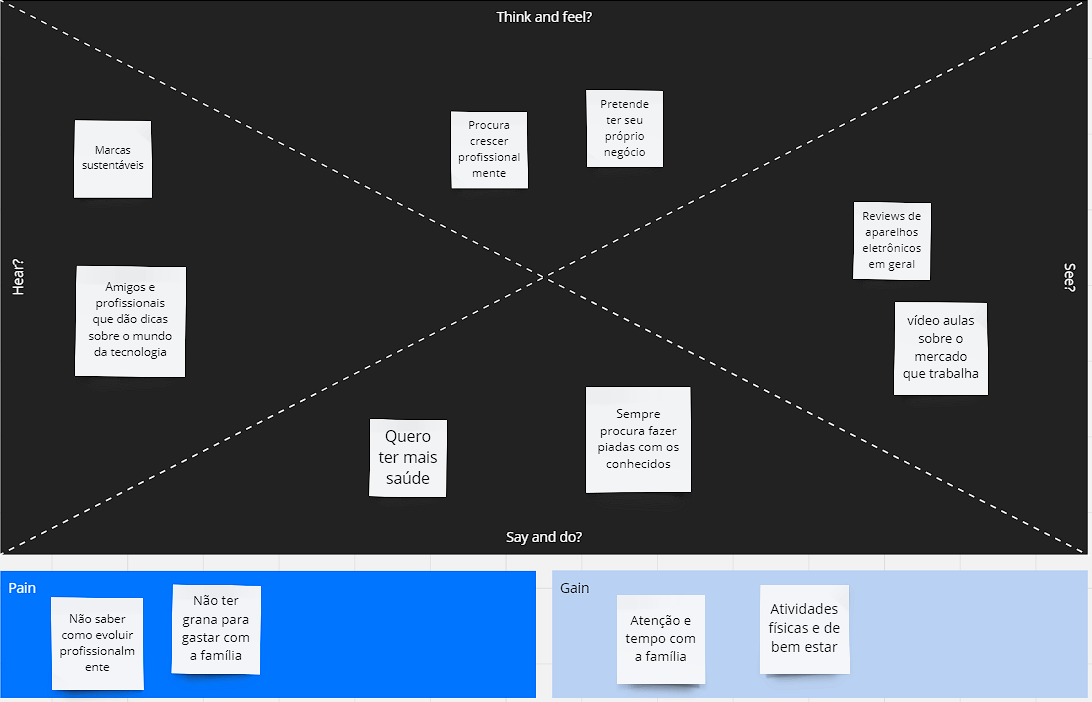 Think and feel?
Marcas
sustentáveis
Procura
crescer
profissional
mente
Pretende
ter seu
próprio
negócio
Reviews de
aparelhos
eletrônicos
em geral
Hear?
See?
Amigos e
profissionais
que dão dicas
sobre o mundo
da tecnologia
vídeo aulas
sobre o
mercado
que trabalha
Quero
ter mais
saúde
Sempre
procura fazer
piadas com os
conhecidos
Say and do?
Pain
Não saber
como evoluir
profissionalm
ente
Não ter
grana para
gastar com
a família
Gain
Atenção e
tempo com
a família
Atividades
físicas e de
bem estar